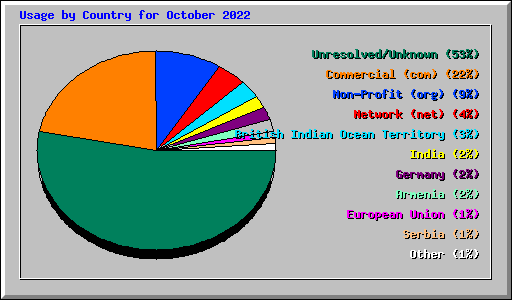 Usage by Country for October 2022
Unresolved/Unknown (53%)
Commercial (com) (22%)
Non-Profit (org) (9%)
Network (net) (4%)
British Indian Ocean Territory (3%)
India (2%)
Germany (2%)
Armenia (2%)
European Union (1%)
Serbia (1%)
Other (1%)